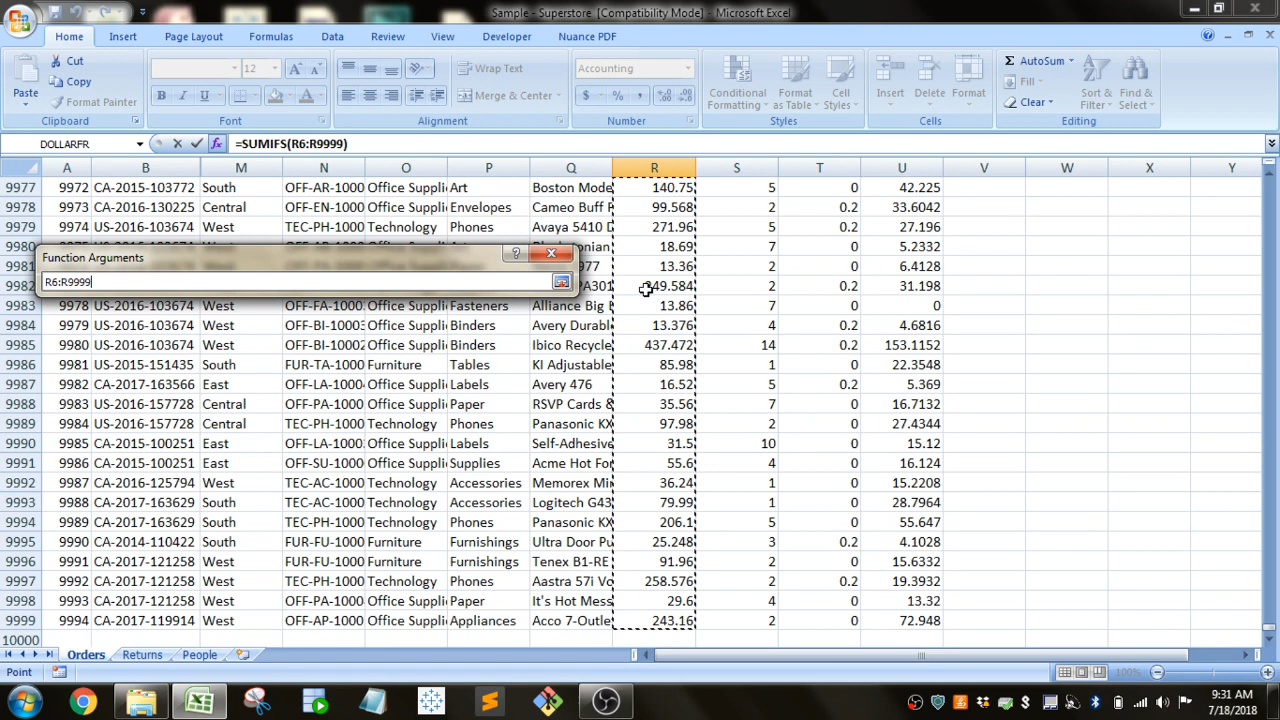 Sample - Superstore [Compatibility Mode] - Microsoft Excel
Home Insert Page Layout Formulas Data Review View Developer Nuance PDF
Paste Cut Copy Format Painter Clipboard
12 Font
Wrap Text Merge & Center Alignment
Accounting $ % , Number
Conditional Formatting Format as Table Cell Styles Styles
Insert Delete Format Cells
Σ AutoSum Fill Clear Sort & Filter Find & Select Editing
DOLLARFR fx =SUMIFS(R6:R9999)
A B M N O P Q R S T U V W X Y
9977 9972 CA-2015-103772 South OFF-AR-1000 Office Suppli Art Boston Mode 140.75 5 0 42.225
9978 9973 CA-2016-130225 Central OFF-EN-1000 Office Suppli Envelopes Cameo Buff P 99.568 2 0.2 33.6042
9979 9974 US-2016-103674 West TEC-PH-1000 Technology Phones Avaya 5410 D 271.96 5 0.2 27.196
9980 18.69 7 0.2 5.2332
Function Arguments ?
9981 977 13.36 2 0 6.4128
R6:R9999
9982 PA301 49.584 2 0.2 31.198
9983 9978 US-2016-103674 West OFF-FA-1000 Office Suppli Fasteners Alliance Big 13.86 7 0 0
9984 9979 US-2016-103674 West OFF-BI-10003 Office Suppli Binders Avery Durabl 13.376 4 0.2 4.6816
9985 9980 US-2016-103674 West OFF-BI-10002 Office Suppli Binders Ibico Recycle 437.472 14 0.2 153.1152
9986 9981 US-2015-151435 South FUR-TA-1000 Furniture Tables KI Adjustable 85.98 1 0 22.3548
9987 9982 CA-2017-163566 East OFF-LA-1000 Office Suppli Labels Avery 476 16.52 5 0.2 5.369
9988 9983 US-2016-157728 Central OFF-PA-1000 Office Suppli Paper RSVP Cards & 35.56 7 0 16.7132
9989 9984 US-2016-157728 Central TEC-PH-1000 Technology Phones Panasonic KX 97.98 2 0 27.4344
9990 9985 CA-2015-100251 East OFF-LA-1000 Office Suppli Labels Self-Adhesive 31.5 10 0 15.12
9991 9986 CA-2015-100251 East OFF-SU-1000 Office Suppli Supplies Acme Hot For 55.6 4 0 16.124
9992 9987 CA-2016-125794 West TEC-AC-1000 Technology Accessories Memorex Mi 36.24 1 0 15.2208
9993 9988 CA-2017-163629 South TEC-AC-1000 Technology Accessories Logitech G43 79.99 1 0 28.7964
9994 9989 CA-2017-163629 South TEC-PH-1000 Technology Phones Panasonic KX 206.1 5 0 55.647
9995 9990 CA-2014-110422 South FUR-FU-1000 Furniture Furnishings Ultra Door Pu 25.248 3 0.2 4.1028
9996 9991 CA-2017-121258 West FUR-FU-1000 Furniture Furnishings Tenex B1-RE 91.96 2 0 15.6332
9997 9992 CA-2017-121258 West TEC-PH-1000 Technology Phones Aastra 57i Vo 258.576 2 0.2 19.3932
9998 9993 CA-2017-121258 West OFF-PA-1000 Office Suppli Paper It's Hot Mess 29.6 4 0 13.32
9999 9994 CA-2017-119914 West OFF-AP-1000 Office Suppli Appliances Acco 7-Outle 243.16 2 0 72.948
10000
Orders Returns People
Point 100%
9:31 AM
7/18/2018